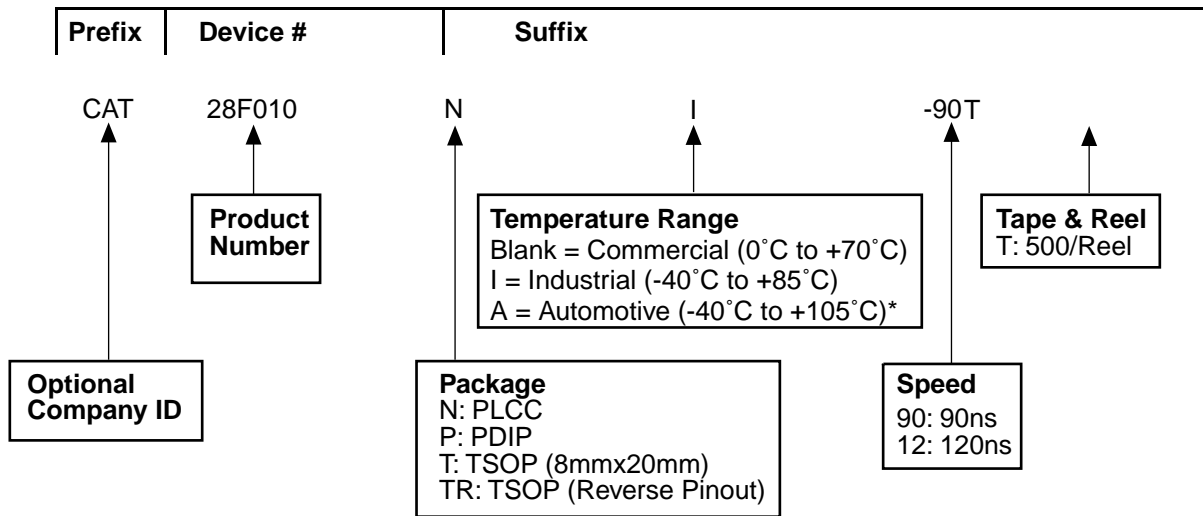 Prefix Device # Suffix
CAT 28F010 N I -90T
Product
Number
Temperature Range
Blank = Commercial (0˚C to +70˚C)
I = Industrial (-40˚C to +85˚C)
A = Automotive (-40˚C to +105˚C)*
Tape & Reel
T: 500/Reel
Optional
Company ID
Package
N: PLCC
P: PDIP
T: TSOP (8mmx20mm)
TR: TSOP (Reverse Pinout)
Speed
90: 90ns
12: 120ns